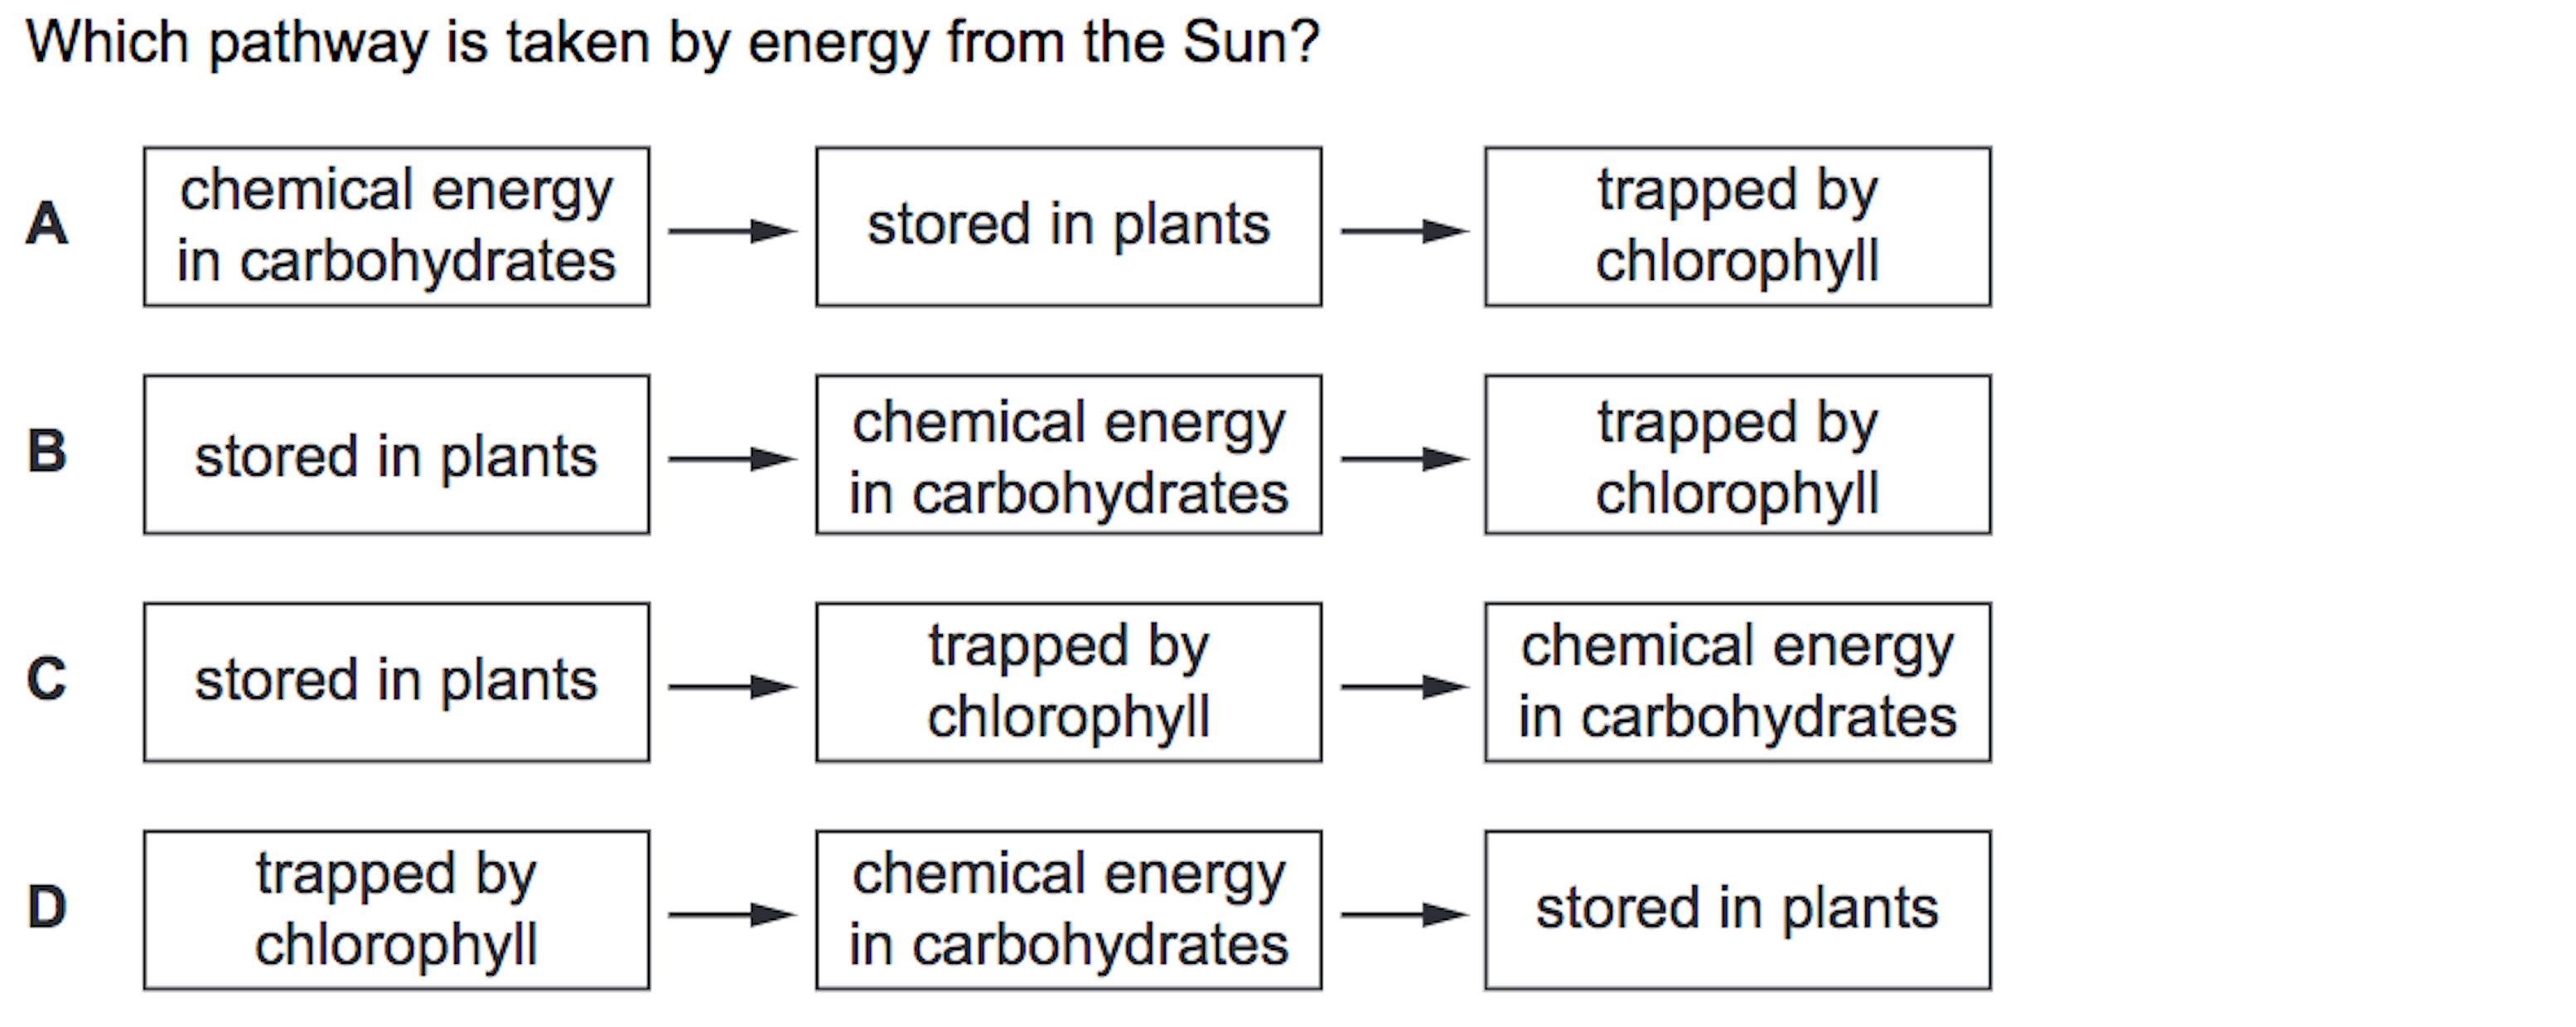 Which pathway is taken by energy from the Sun?
A
chemical energy
in carbohydrates
stored in plants
trapped by
chlorophyll
B
stored in plants
chemical energy
in carbohydrates
trapped by
chlorophyll
C
stored in plants
trapped by
chlorophyll
chemical energy
in carbohydrates
D
trapped by
chlorophyll
chemical energy
in carbohydrates
stored in plants